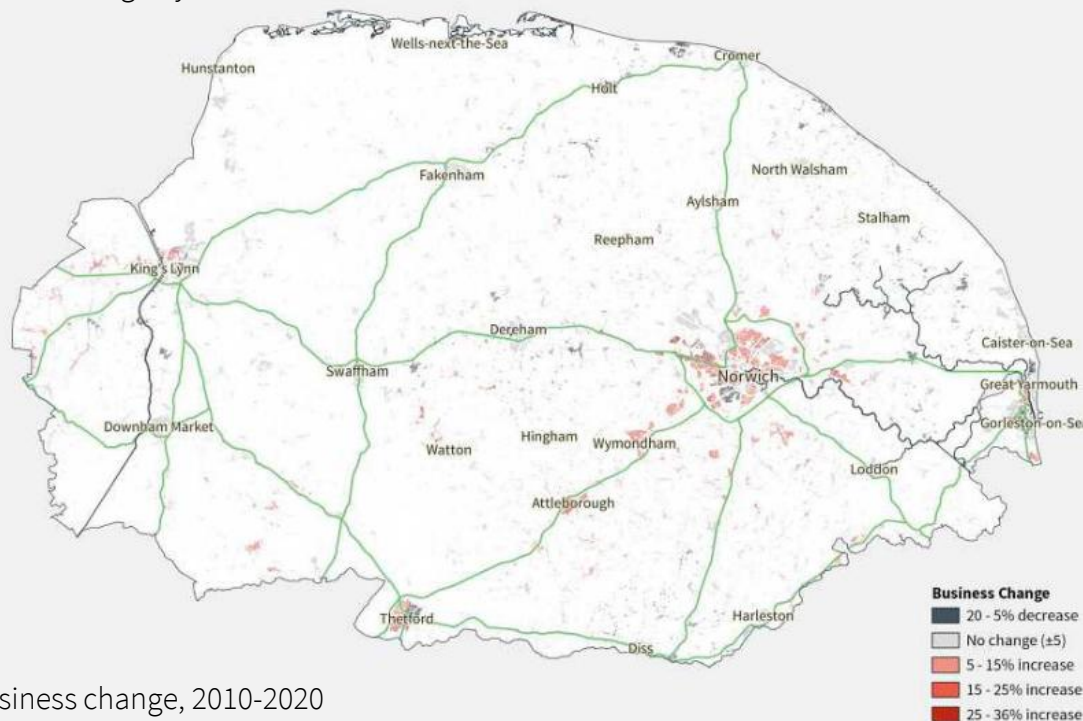 Wells-next-the-Sea
Cromer
Hunstanton
Holt
Fakenham
North Walsham
Aylsham
Stalham
Reepham
King's Lynn
Dereham
Caister-on-Sea
Swaffham
Norwich
Great Yarmouth
Downham Market
Gorleston-on-Sea
Hingham
Wymondham
Watton
Loddon
Attleborough
Business Change
20 - 5% decrease
Thetford
Harleston
No change (±5)
Diss
5 - 15% increase
15 - 25% increase
siness change, 2010-2020
25 - 36% increase